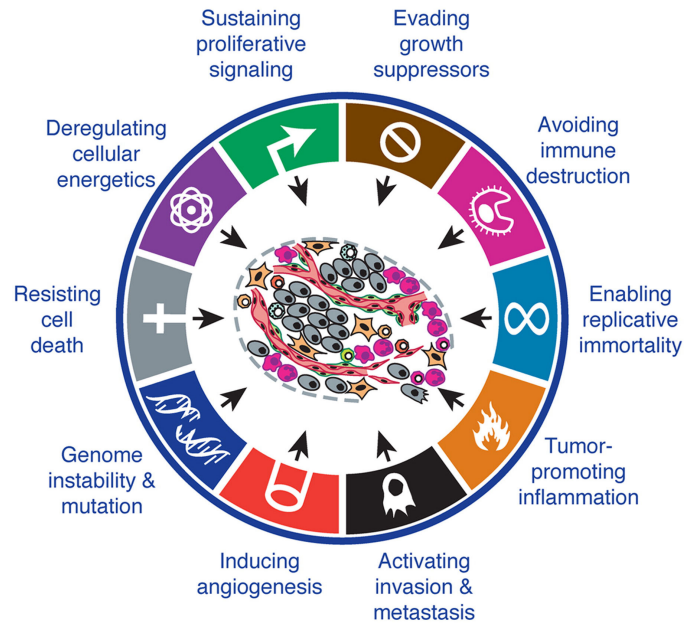 Sustaining
proliferative
signaling
Evading
growth
suppressors
Avoiding
immune
destruction
Enabling
replicative
immortality
Tumor-
promoting
inflammation
Activating
invasion &
metastasis
Inducing
angiogenesis
Genome
instability &
mutation
Resisting
cell
death
Deregulating
cellular
energetics